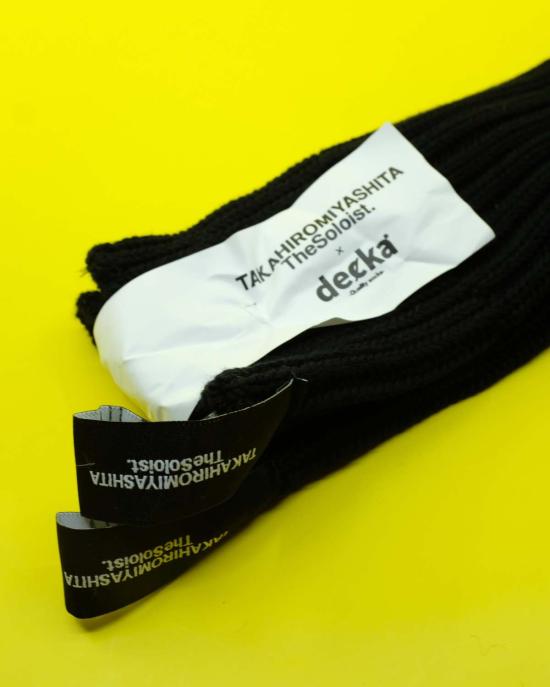 TAKAHIROMIYASHITA
TheSoloist.
x
decka
Quality socks
TAKAHIROMIYASHITA
TheSoloist.
TAKAHIROMIYASHITA
TheSoloist.